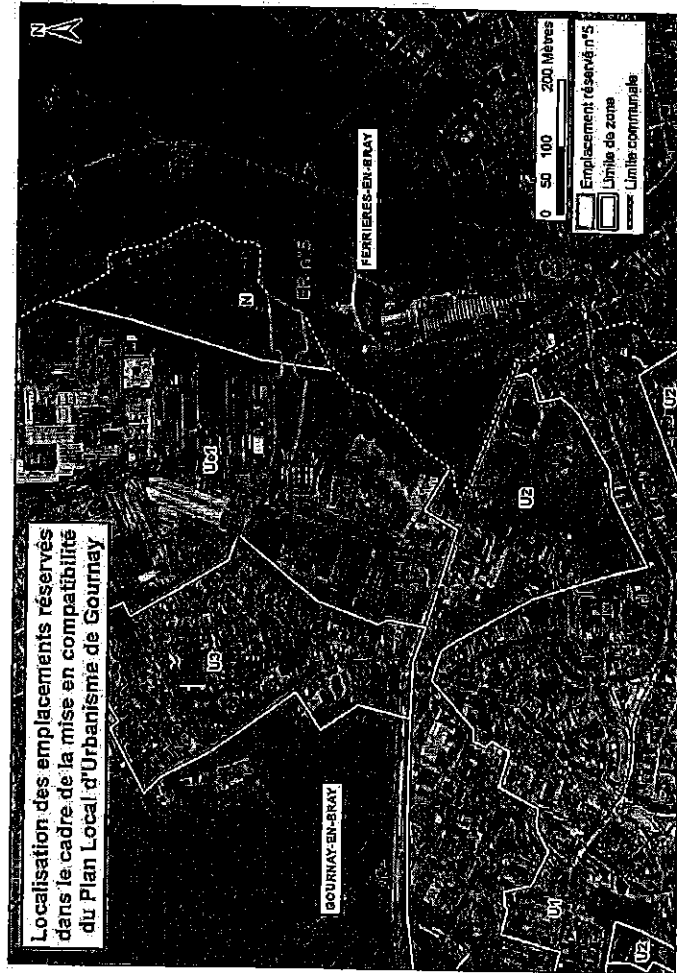 Localisation des emplacements réservés
dans le cadre de la mise en compatibilité
du Plan Local d'Urbanisme de Gournay
N
U3
Uc1
N
ER n°5
GOURNAY-EN-BRAY
FERRIERES-EN-BRAY
U2
U1
U2
U2
0 50 100 200 Mètres
Emplacement réservé n°5
Limite de zone
Limite communale